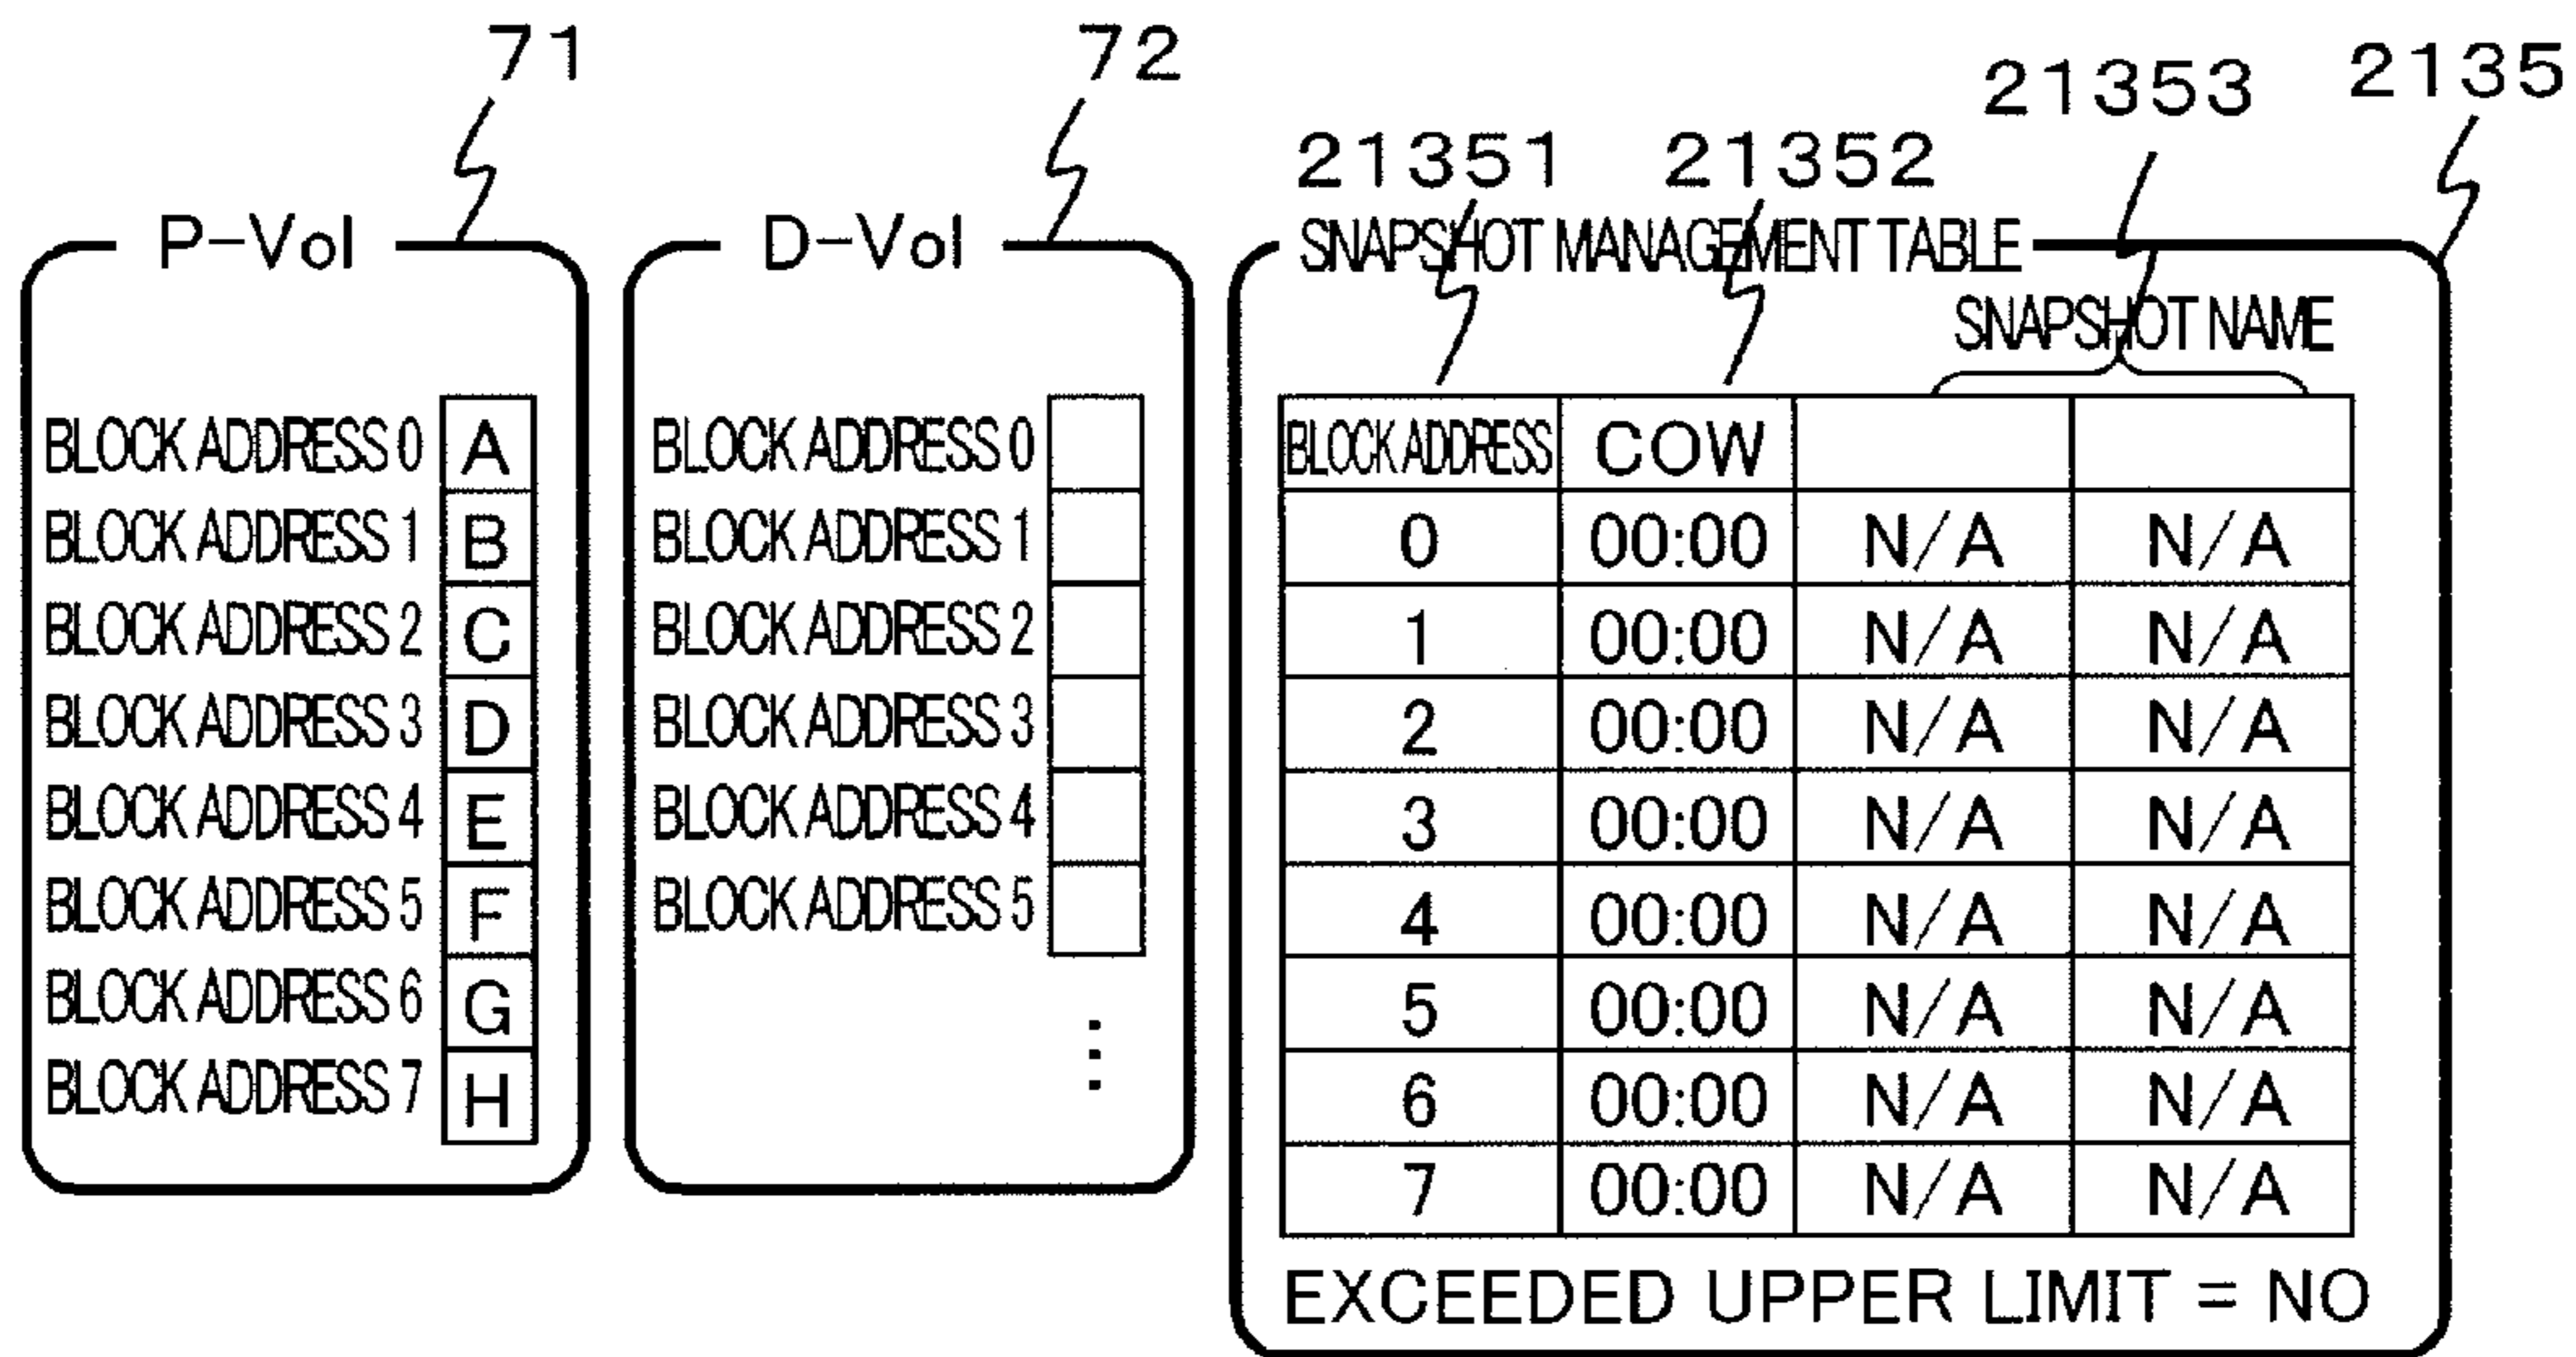 71
72
21353
2135
21351
21352
P-Vol
D-Vol
SNAPSHOT MANAGEMENT TABLE
SNAPSHOT NAME
BLOCK ADDRESS 0 A
BLOCK ADDRESS 1 B
BLOCK ADDRESS 2 C
BLOCK ADDRESS 3 D
BLOCK ADDRESS 4 E
BLOCK ADDRESS 5 F
BLOCK ADDRESS 6 G
BLOCK ADDRESS 7 H
BLOCK ADDRESS 0
BLOCK ADDRESS 1
BLOCK ADDRESS 2
BLOCK ADDRESS 3
BLOCK ADDRESS 4
BLOCK ADDRESS 5
⋮
BLOCK ADDRESS COW
0 00:00 N/A N/A
1 00:00 N/A N/A
2 00:00 N/A N/A
3 00:00 N/A N/A
4 00:00 N/A N/A
5 00:00 N/A N/A
6 00:00 N/A N/A
7 00:00 N/A N/A
EXCEEDED UPPER LIMIT = NO